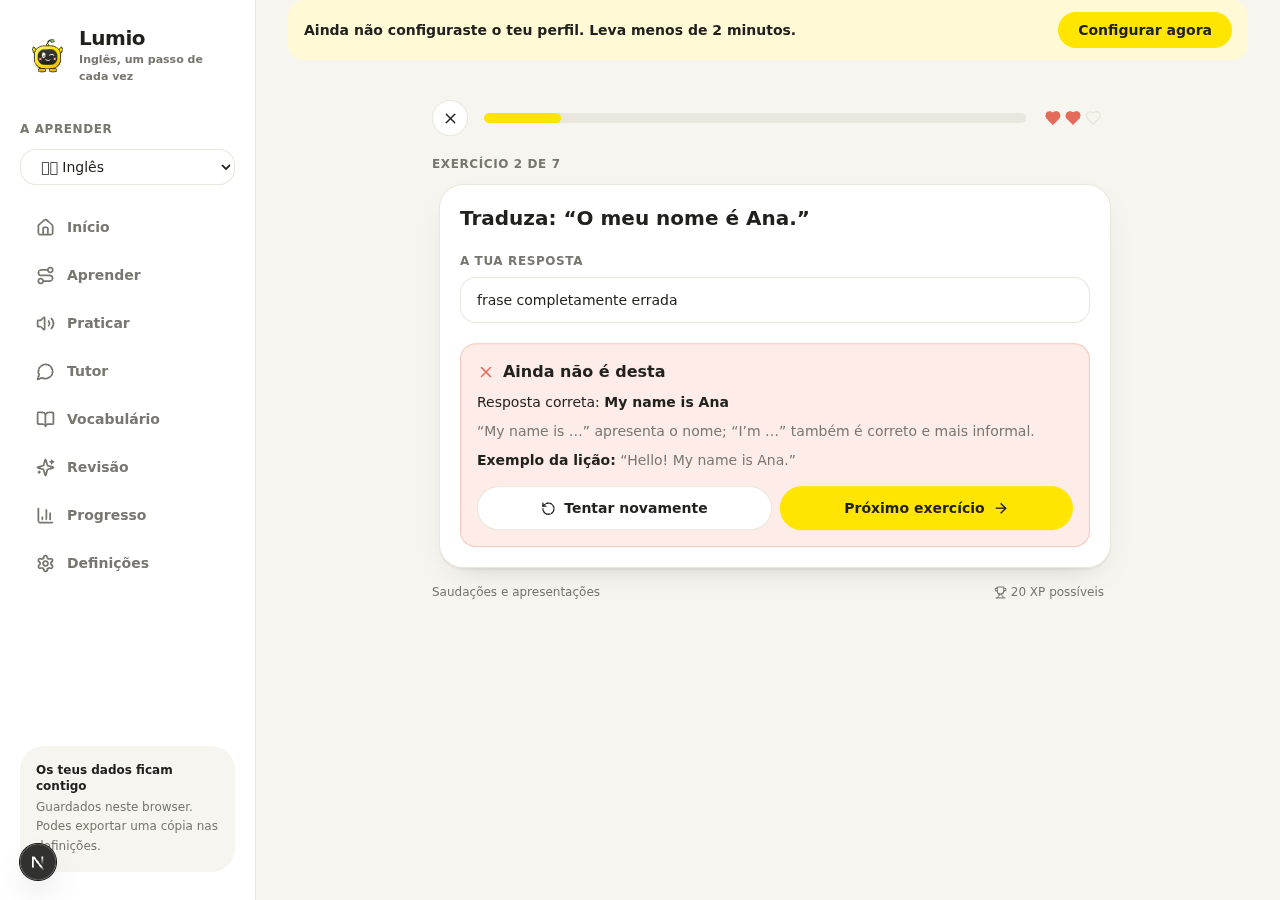 Lumio
Inglês, um passo de
cada vez
A APRENDER
Inglês
Início
Aprender
Praticar
Tutor
Vocabulário
Revisão
Progresso
Definições
Os teus dados ficam
contigo
Guardados neste browser.
Podes exportar uma cópia nas
definições.
N
Ainda não configuraste o teu perfil. Leva menos de 2 minutos.
Configurar agora
EXERCÍCIO 2 DE 7
Traduza: “O meu nome é Ana.”
A TUA RESPOSTA
frase completamente errada
Ainda não é desta
Resposta correta: My name is Ana
“My name is …” apresenta o nome; “I’m …” também é correto e mais informal.
Exemplo da lição: “Hello! My name is Ana.”
Tentar novamente
Próximo exercício
Saudações e apresentações
20 XP possíveis